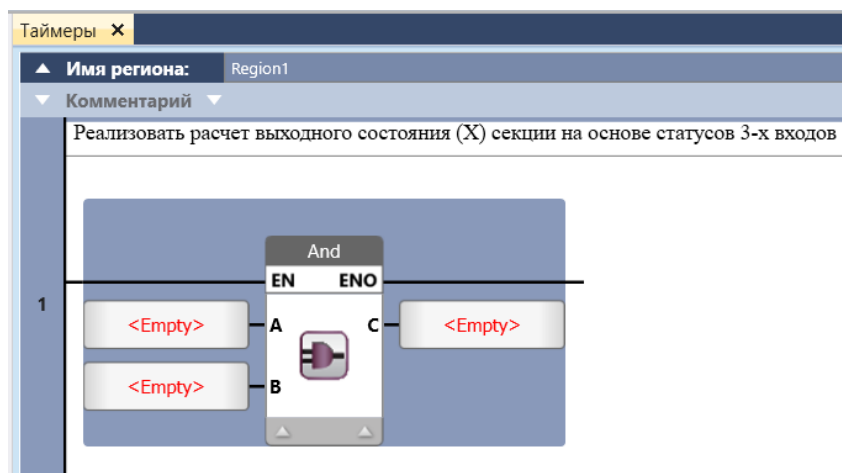 Таймеры ×
Имя региона: Region1
Комментарий
Реализовать расчет выходного состояния (X) секции на основе статусов 3-х входов
And
EN ENO
1
<Empty> A C <Empty>
<Empty> B